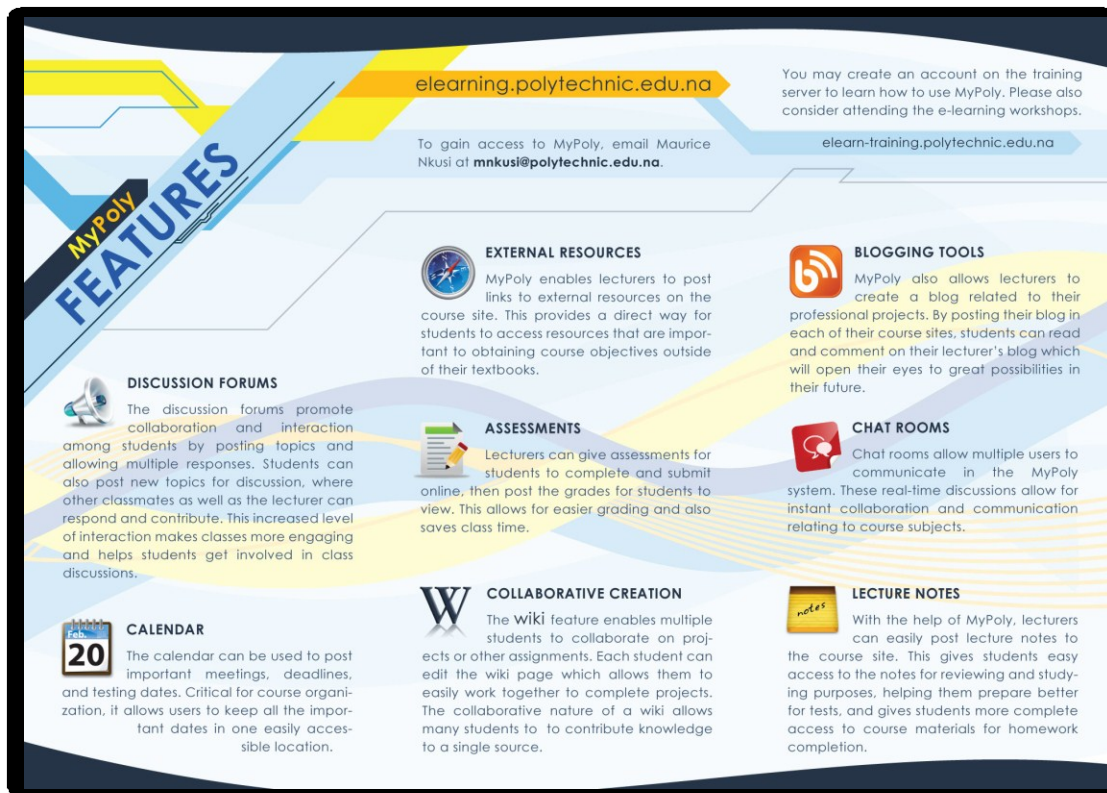 MyPoly
FEATURES
elearning.polytechnic.edu.na
To gain access to MyPoly, email Maurice
Nkusi at mnkusi@polytechnic.edu.na.
You may create an account on the training
server to learn how to use MyPoly. Please also
consider attending the e-learning workshops.
elearn-training.polytechnic.edu.na
DISCUSSION FORUMS
The discussion forums promote
collaboration and interaction
among students by posting topics and
allowing multiple responses. Students can
also post new topics for discussion, where
other classmates as well as the lecturer can
respond and contribute. This increased level
of interaction makes classes more engaging
and helps students get involved in class
discussions.
Feb.
20
CALENDAR
The calendar can be used to post
important meetings, deadlines,
and testing dates. Critical for course organi-
zation, it allows users to keep all the impor-
tant dates in one easily acces-
sible location.
EXTERNAL RESOURCES
MyPoly enables lecturers to post
links to external resources on the
course site. This provides a direct way for
students to access resources that are impor-
tant to obtaining course objectives outside
of their textbooks.
ASSESSMENTS
Lecturers can give assessments for
students to complete and submit
online, then post the grades for students to
view. This allows for easier grading and also
saves class time.
W
COLLABORATIVE CREATION
The wiki feature enables multiple
students to collaborate on proj-
ects or other assignments. Each student can
edit the wiki page which allows them to
easily work together to complete projects.
The collaborative nature of a wiki allows
many students to to contribute knowledge
to a single source.
b
BLOGGING TOOLS
MyPoly also allows lecturers to
create a blog related to their
professional projects. By posting their blog in
each of their course sites, students can read
and comment on their lecturer's blog which
will open their eyes to great possibilities in
their future.
CHAT ROOMS
Chat rooms allow multiple users to
communicate in the MyPoly
system. These real-time discussions allow for
instant collaboration and communication
relating to course subjects.
notes
LECTURE NOTES
With the help of MyPoly, lecturers
can easily post lecture notes to
the course site. This gives students easy
access to the notes for reviewing and study-
ing purposes, helping them prepare better
for tests, and gives students more complete
access to course materials for homework
completion.